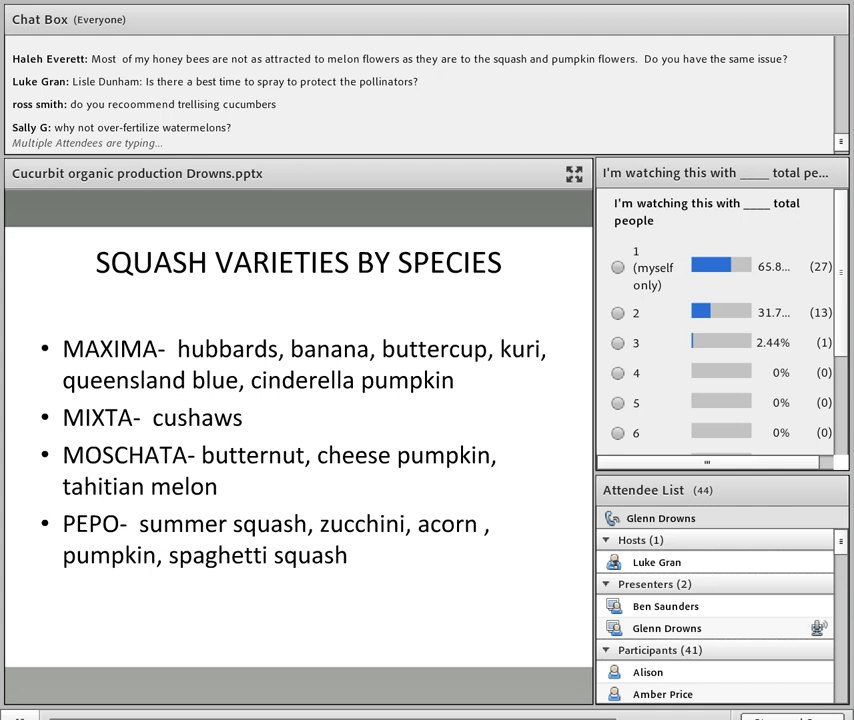 Chat Box (Everyone)
Haleh Everett: Most of my honey bees are not as attracted to melon flowers as they are to the squash and pumpkin flowers. Do you have the same issue?
Luke Gran: Lisle Dunham: Is there a best time to spray to protect the pollinators?
ross smith: do you recoommend trellising cucumbers
Sally G: why not over-fertilize watermelons?
Multiple Attendees are typing...
Cucurbit organic production Drowns.pptx
SQUASH VARIETIES BY SPECIES
• MAXIMA- hubbards, banana, buttercup, kuri,
queensland blue, cinderella pumpkin
• MIXTA- cushaws
• MOSCHATA- butternut, cheese pumpkin,
tahitian melon
• PEPO- summer squash, zucchini, acorn ,
pumpkin, spaghetti squash
I'm watching this with ____ total pe...
I'm watching this with ____ total
people
1
(myself
only)
65.8... (27)
2 31.7... (13)
3 2.44% (1)
4 0% (0)
5 0% (0)
6 0% (0)
Attendee List (44)
Glenn Drowns
Hosts (1)
Luke Gran
Presenters (2)
Ben Saunders
Glenn Drowns
Participants (41)
Alison
Amber Price